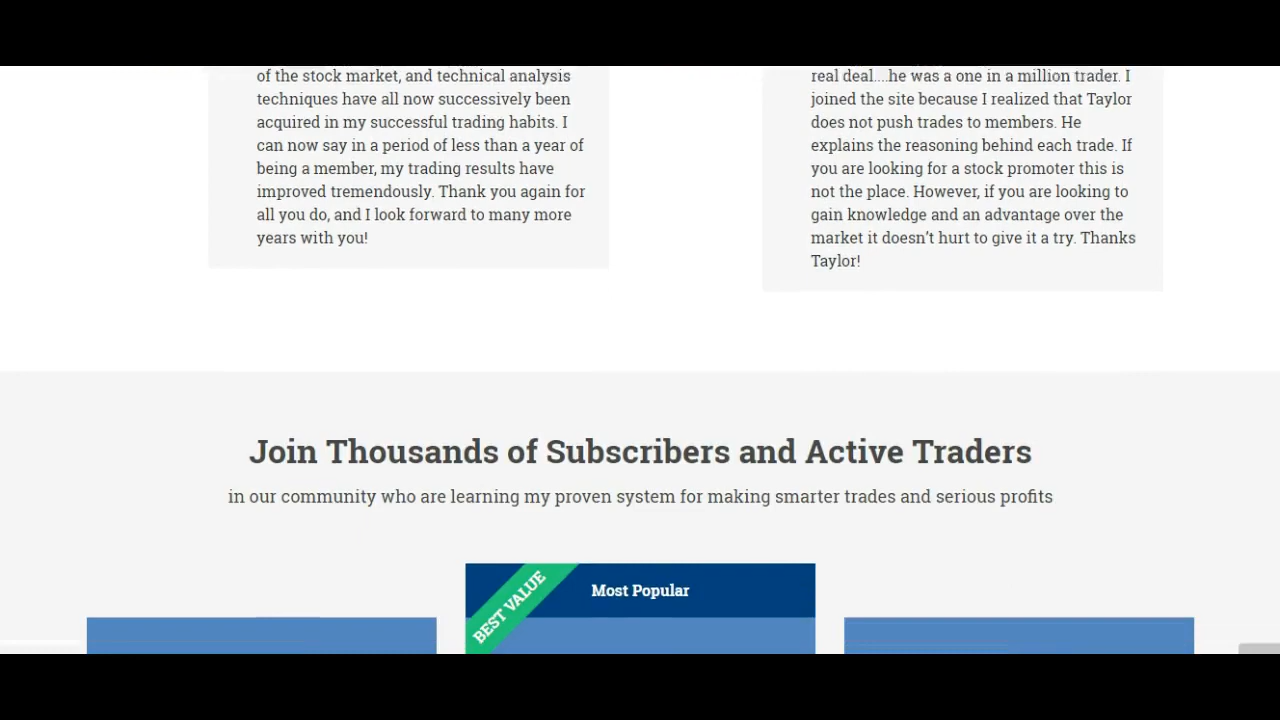 of the stock market, and technical analysis
techniques have all now successively been
acquired in my successful trading habits. I
can now say in a period of less than a year of
being a member, my trading results have
improved tremendously. Thank you again for
all you do, and I look forward to many more
years with you!
real deal....he was a one in a million trader. I
joined the site because I realized that Taylor
does not push trades to members. He
explains the reasoning behind each trade. If
you are looking for a stock promoter this is
not the place. However, if you are looking to
gain knowledge and an advantage over the
market it doesn’t hurt to give it a try. Thanks
Taylor!
Join Thousands of Subscribers and Active Traders
in our community who are learning my proven system for making smarter trades and serious profits
BEST VALUE
Most Popular